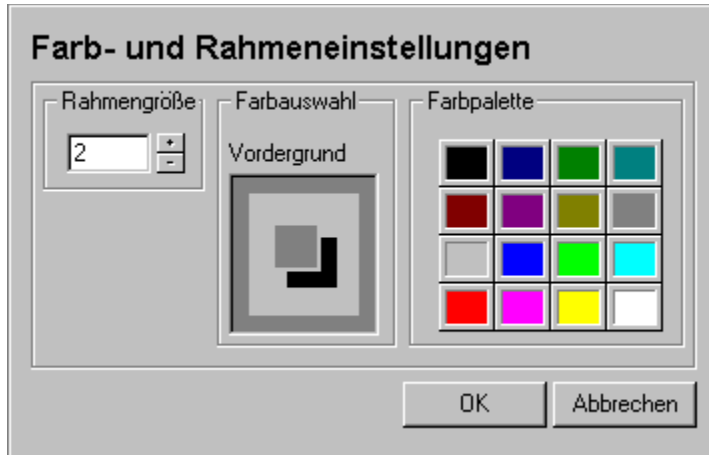 Farb- und Rahmeneinstellungen
Rahmengröße
Farbauswahl
Farbpalette
2
+
-
Vordergrund
OK
Abbrechen